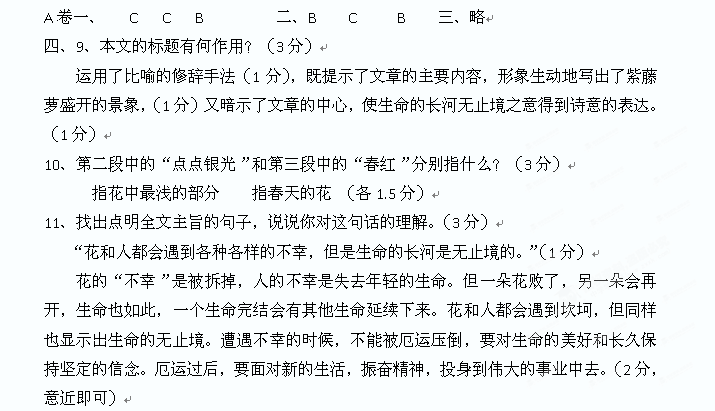 A卷一、 C C B 二、B C B 三、略↵
四、9、本文的标题有何作用？（3分）↵
运用了比喻的修辞手法（1分），既提示了文章的主要内容，形象生动地写出了紫藤
萝盛开的景象，（1分）又暗示了文章的中心，使生命的长河无止境之意得到诗意的表达。
（1分）↵
10、第二段中的“点点银光”和第三段中的“春红”分别指什么？（3分）↵
指花中最浅的部分 指春天的花 （各1.5分）↵
11、找出点明全文主旨的句子，说说你对这句话的理解。（3分）↵
“花和人都会遇到各种各样的不幸，但是生命的长河是无止境的。”（1分）↵
花的“不幸”是被拆掉，人的不幸是失去年轻的生命。但一朵花败了，另一朵会再
开，生命也如此，一个生命完结会有其他生命延续下来。花和人都会遇到坎坷，但同样
也显示出生命的无止境。遭遇不幸的时候，不能被厄运压倒，要对生命的美好和长久保
持坚定的信念。厄运过后，要面对新的生活，振奋精神，投身到伟大的事业中去。（2分，
意近即可）↵